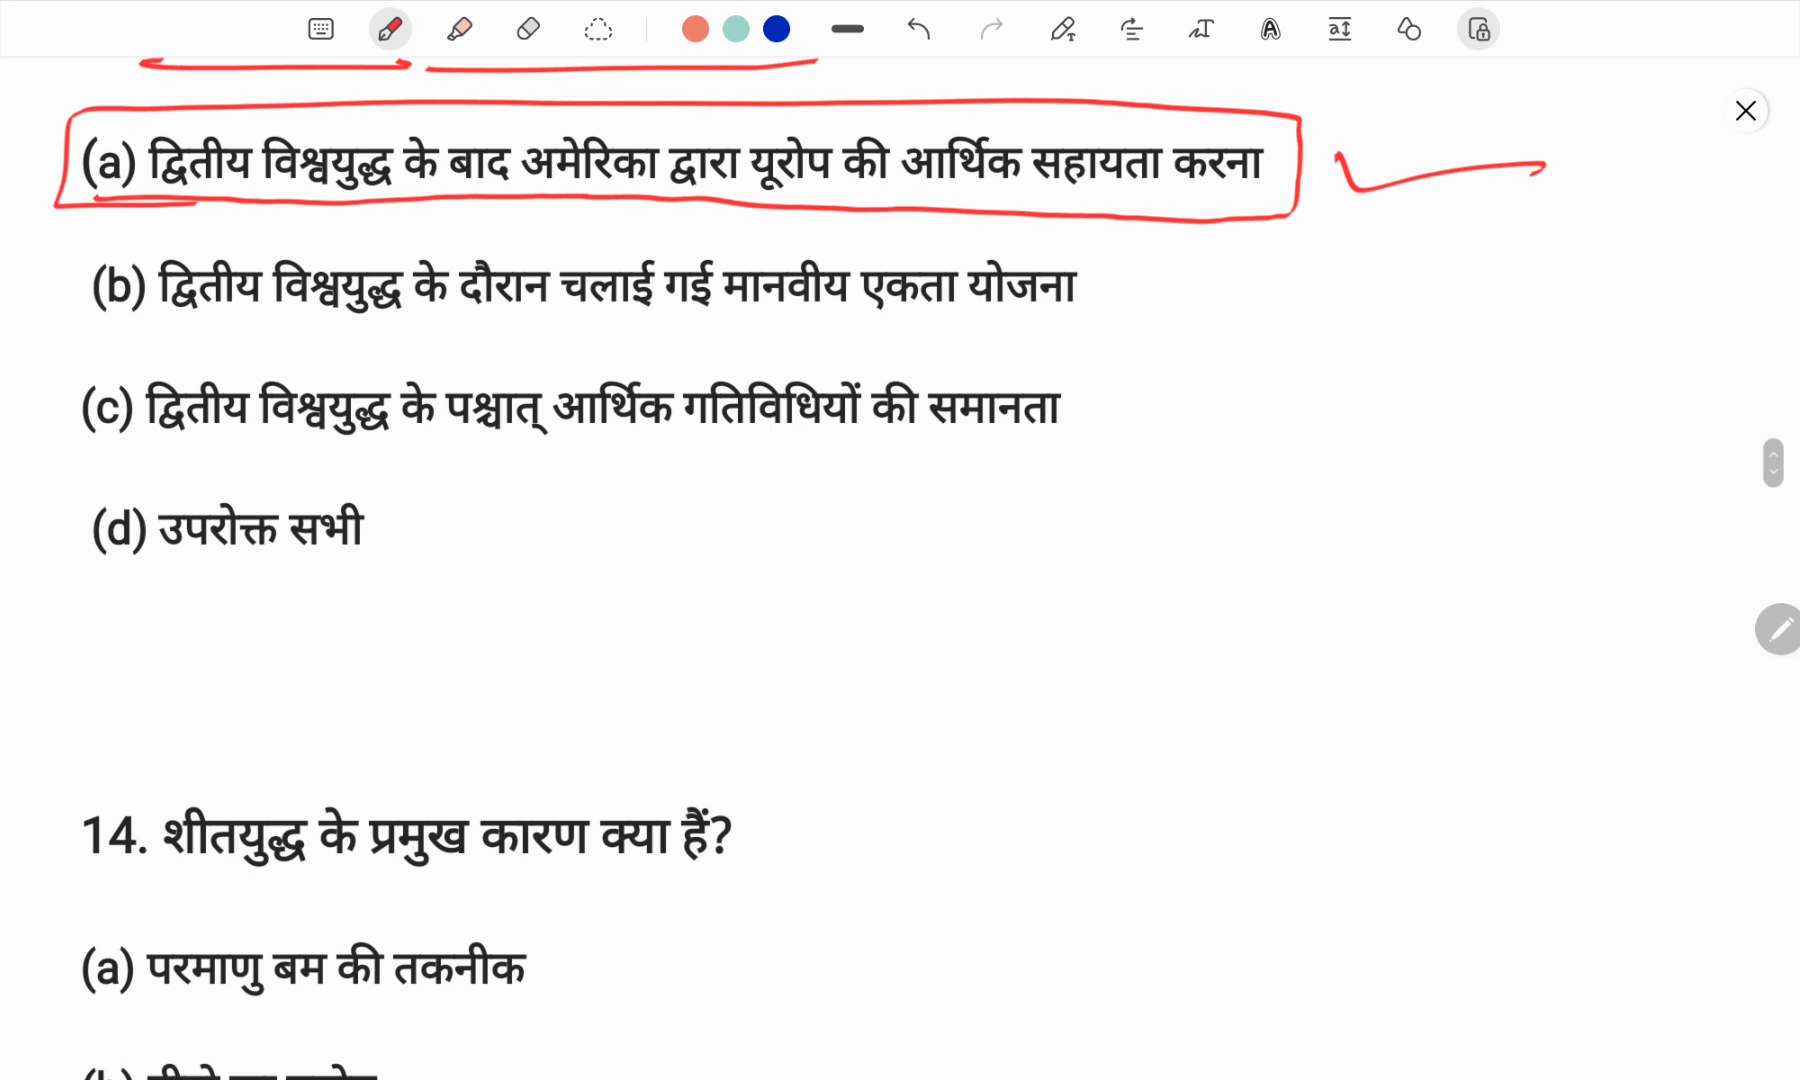 (a) द्वितीय विश्वयुद्ध के बाद अमेरिका द्वारा यूरोप की आर्थिक सहायता करना
(b) द्वितीय विश्वयुद्ध के दौरान चलाई गई मानवीय एकता योजना
(c) द्वितीय विश्वयुद्ध के पश्चात् आर्थिक गतिविधियों की समानता
(d) उपरोक्त सभी
14. शीतयुद्ध के प्रमुख कारण क्या हैं?
(a) परमाणु बम की तकनीक